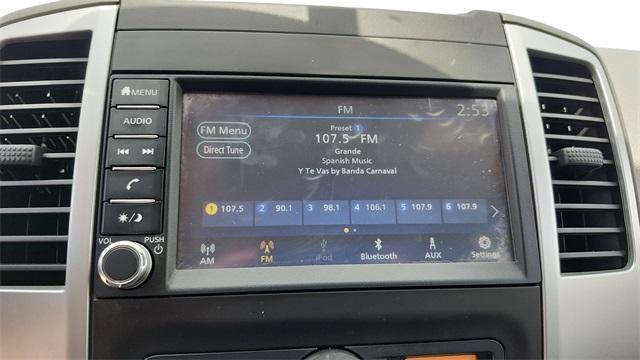 MENU
FM
2:53
AUDIO
FM Menu
Preset 1
107.5 FM
Direct Tune
Grande
Spanish Music
Y Te Vas by Banda Carnaval
1 107.5 2 90.1 3 98.1 4 106.1 5 107.9 6 107.9
VOL PUSH
AM FM iPod Bluetooth AUX Settings